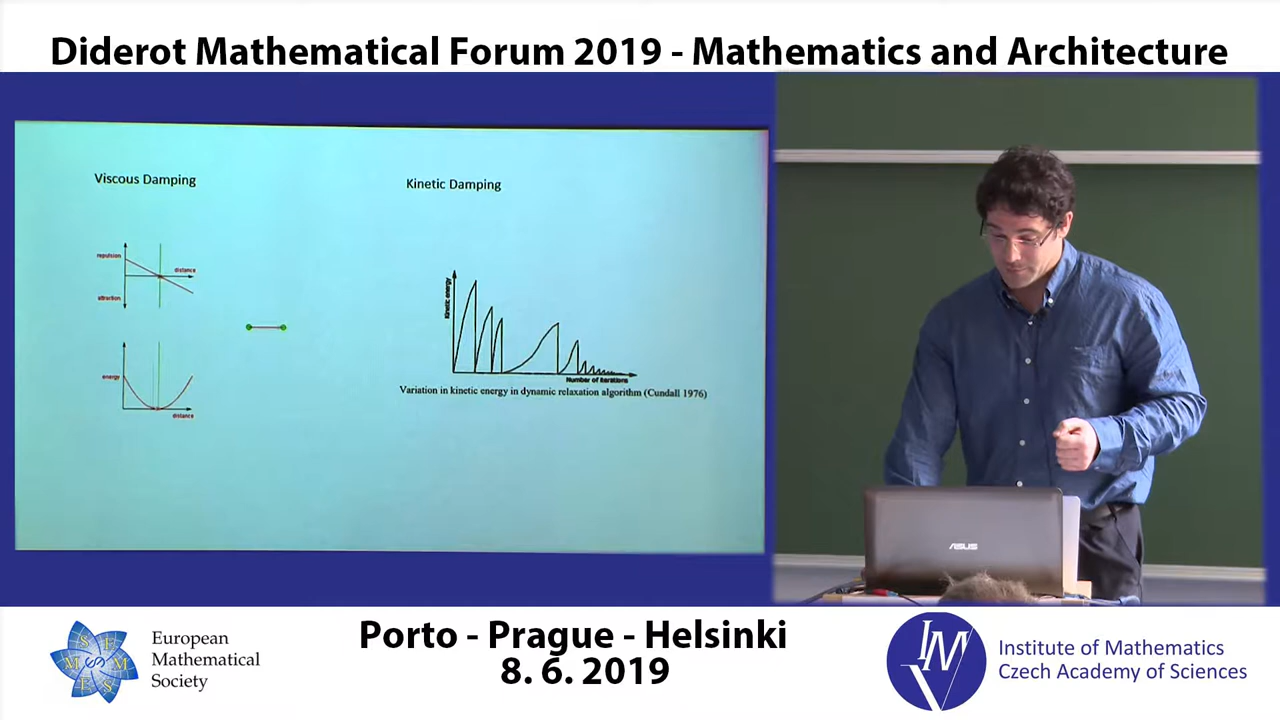 Diderot Mathematical Forum 2019 - Mathematics and Architecture
Viscous Damping
Kinetic Damping
repulsion
distance
attraction
energy
distance
Kinetic energy
Number of iterations
Variation in kinetic energy in dynamic relaxation algorithm (Cundall 1976)
ASUS
S E M M E S
European
Mathematical
Society
Porto - Prague - Helsinki
8. 6. 2019
IMV
Institute of Mathematics
Czech Academy of Sciences